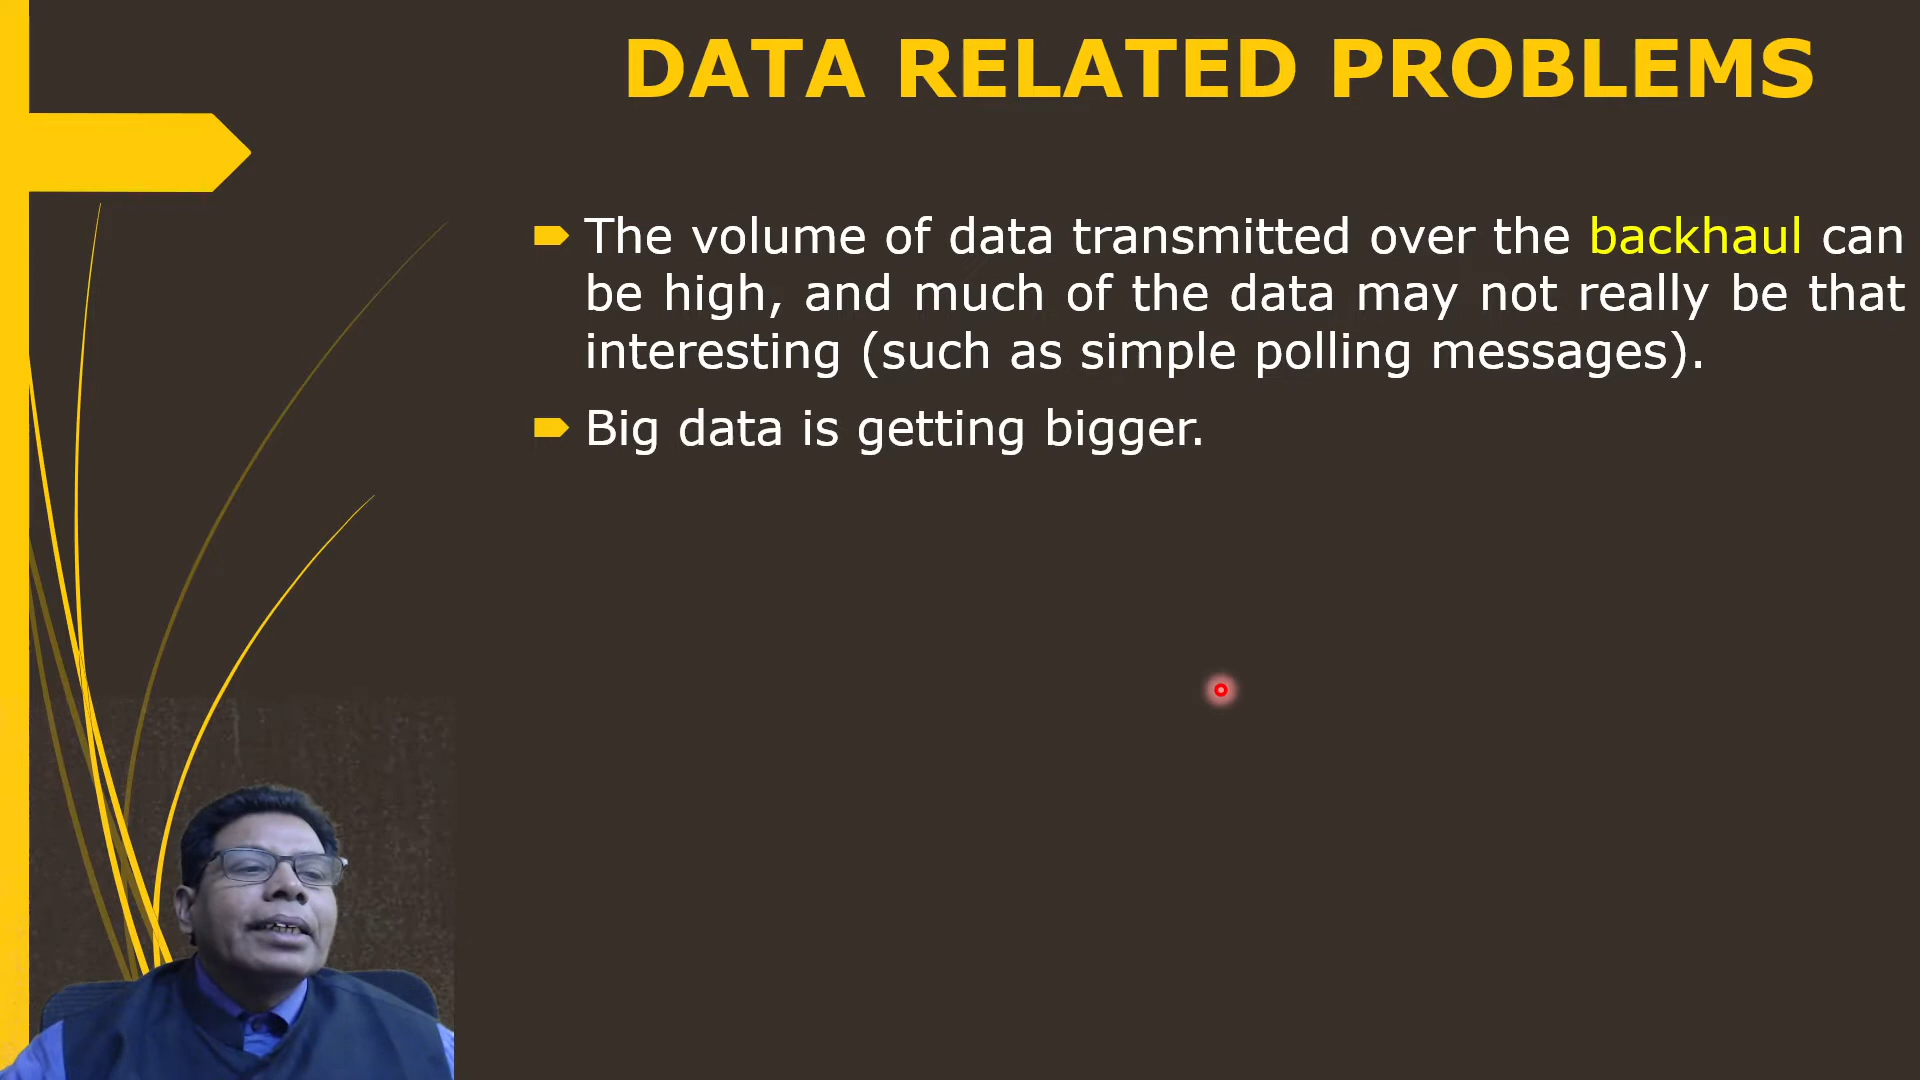 DATA RELATED PROBLEMS
The volume of data transmitted over the backhaul can
be high, and much of the data may not really be that
interesting (such as simple polling messages).
Big data is getting bigger.